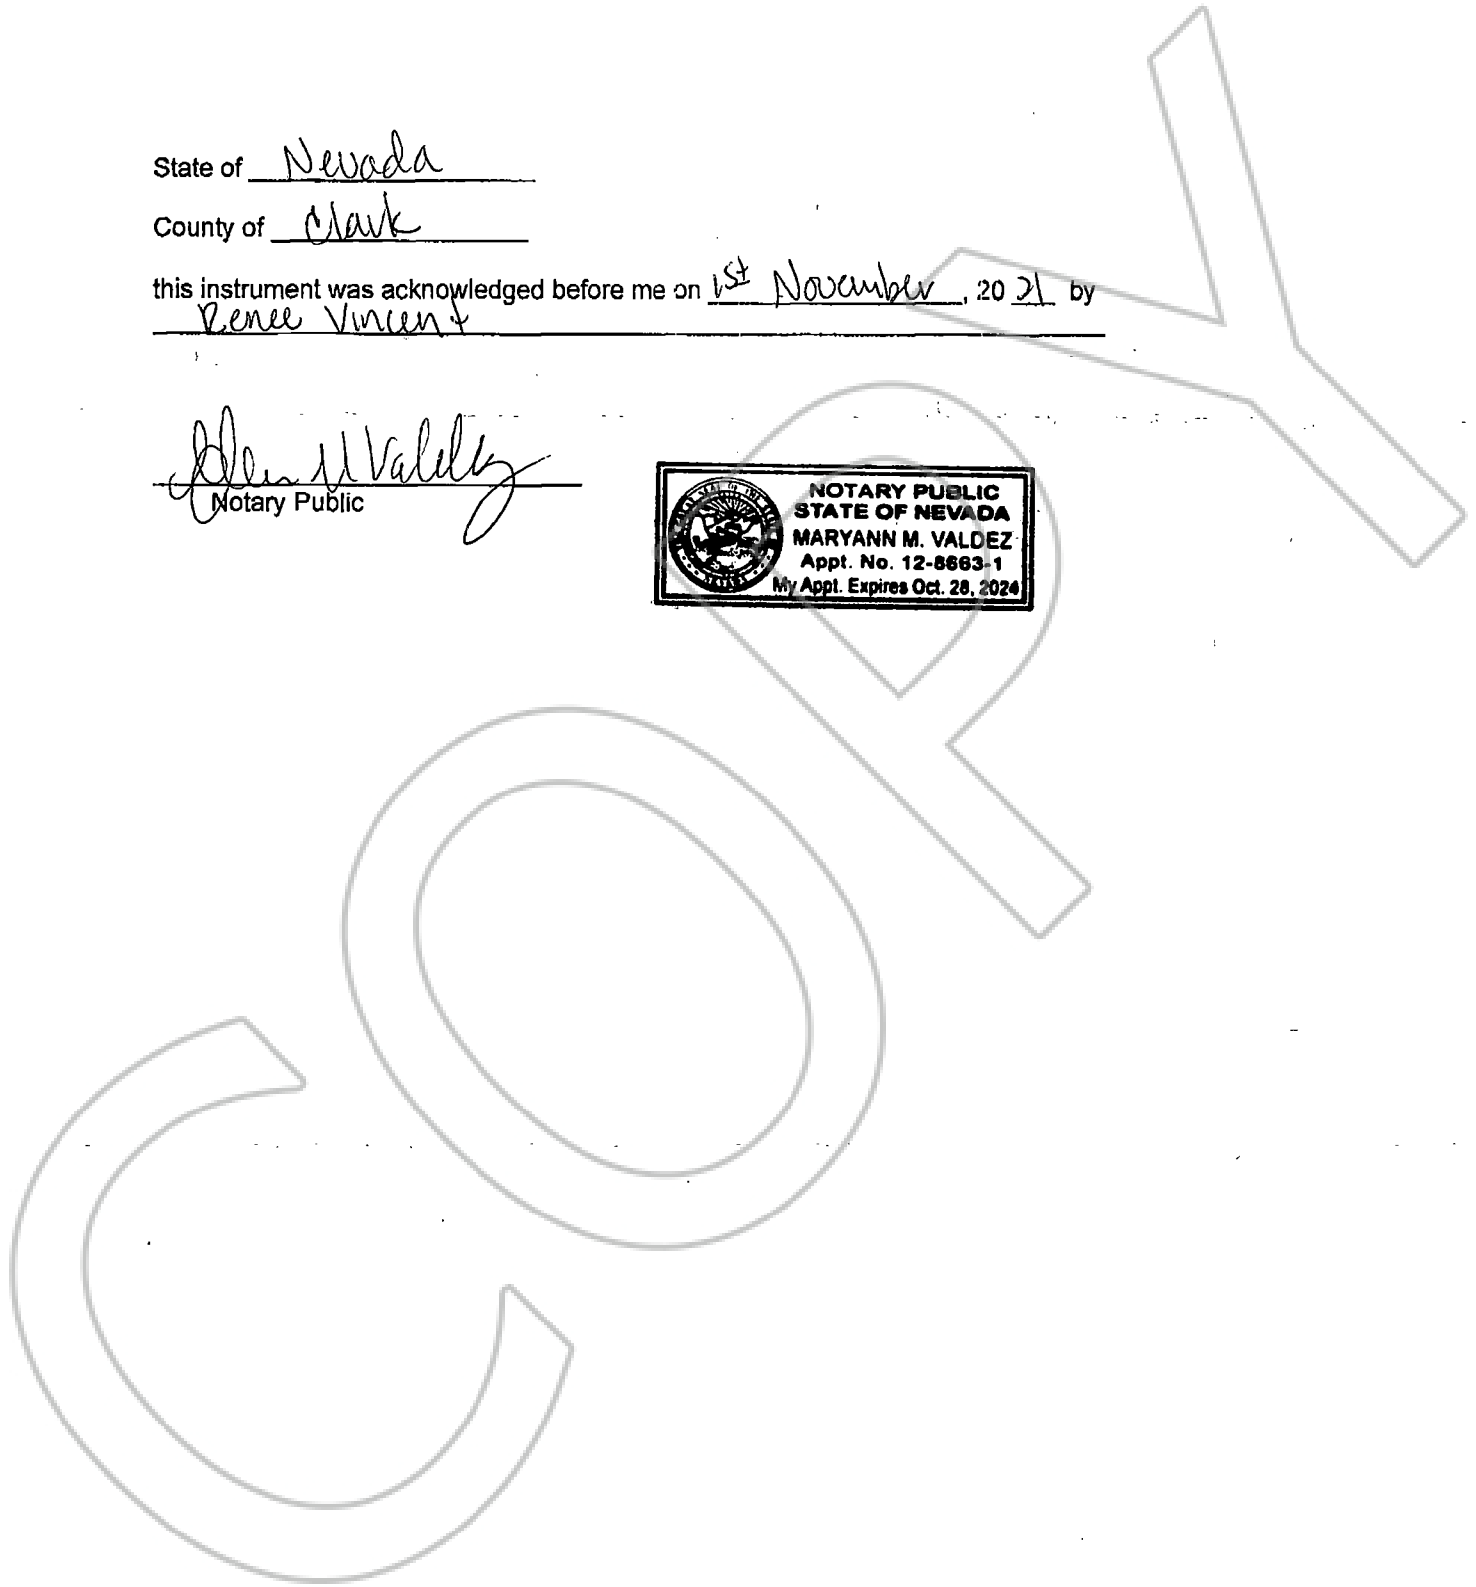 State of Nevada
County of Clark
this instrument was acknowledged before me on 1st November, 20 21 by
Renee Vincent
Notary Public
NOTARY PUBLIC
STATE OF NEVADA
MARYANN M. VALDEZ
Appt. No. 12-8663-1
My Appt. Expires Oct. 28, 2024
COPY